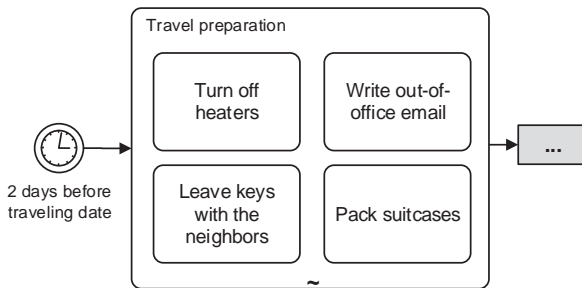 Travel preparation
Turn off
heaters
Write out-of-
office email
2 days before
traveling date
Leave keys
with the
neighbors
Pack suitcases
...
~